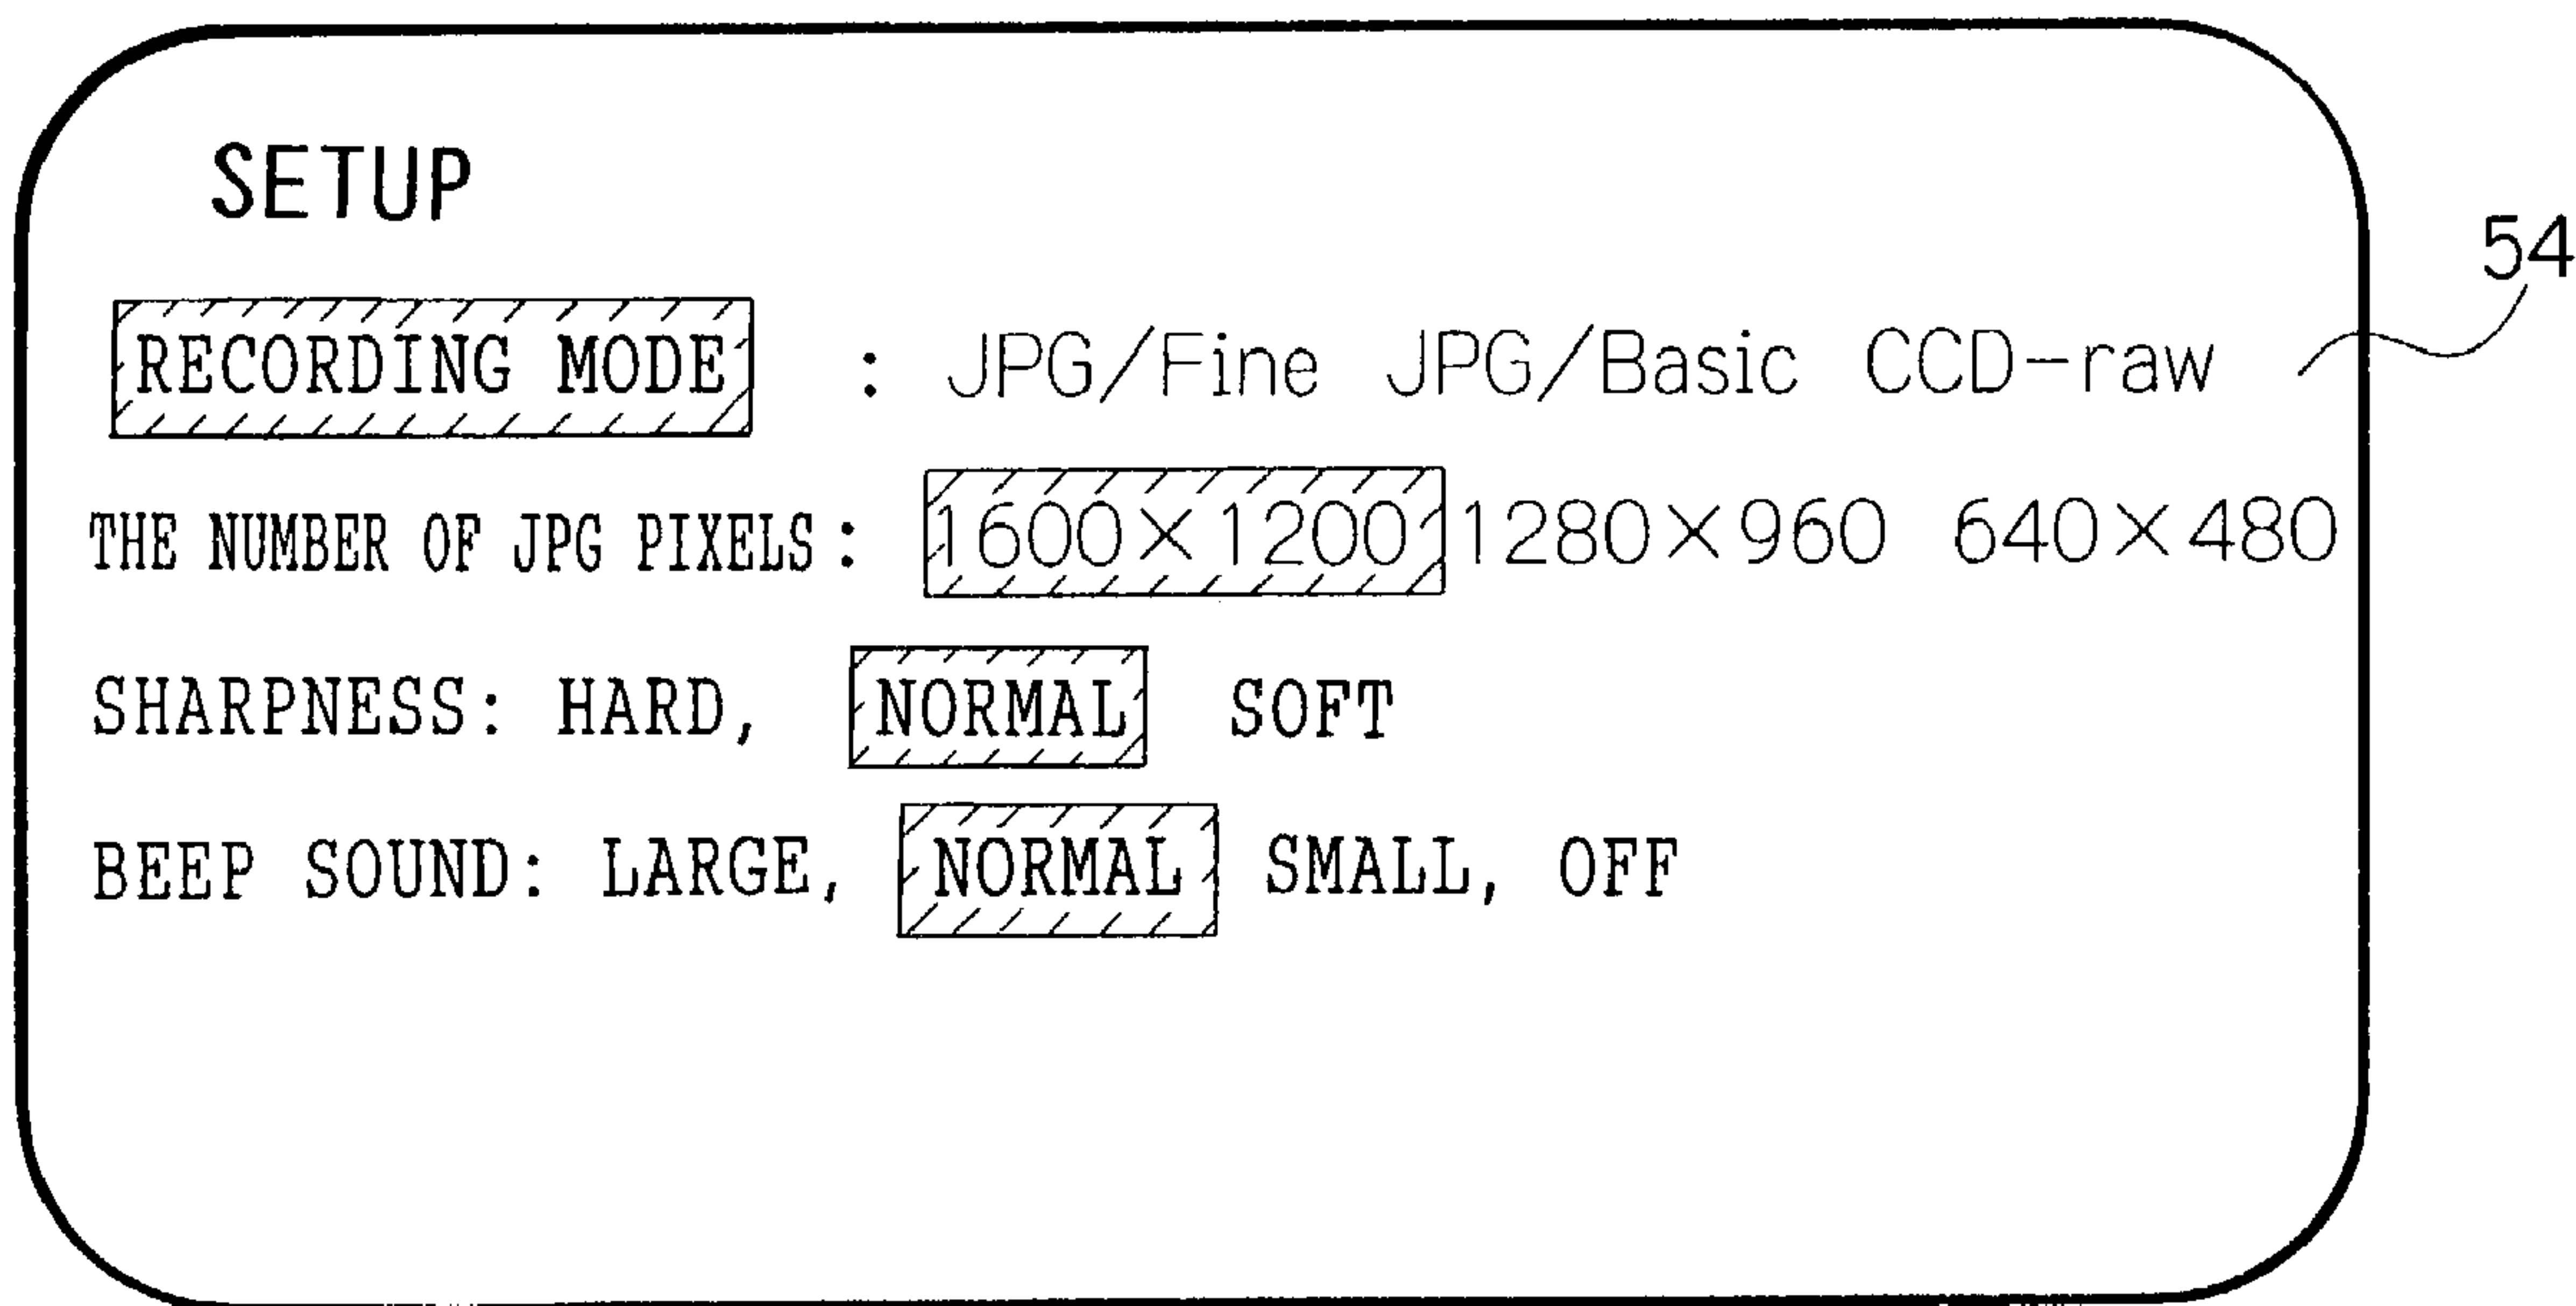 SETUP
54
RECORDING MODE : JPG/Fine JPG/Basic CCD-raw
THE NUMBER OF JPG PIXELS: 1600×1200 1280×960 640×480
SHARPNESS: HARD, NORMAL SOFT
BEEP SOUND: LARGE, NORMAL SMALL, OFF